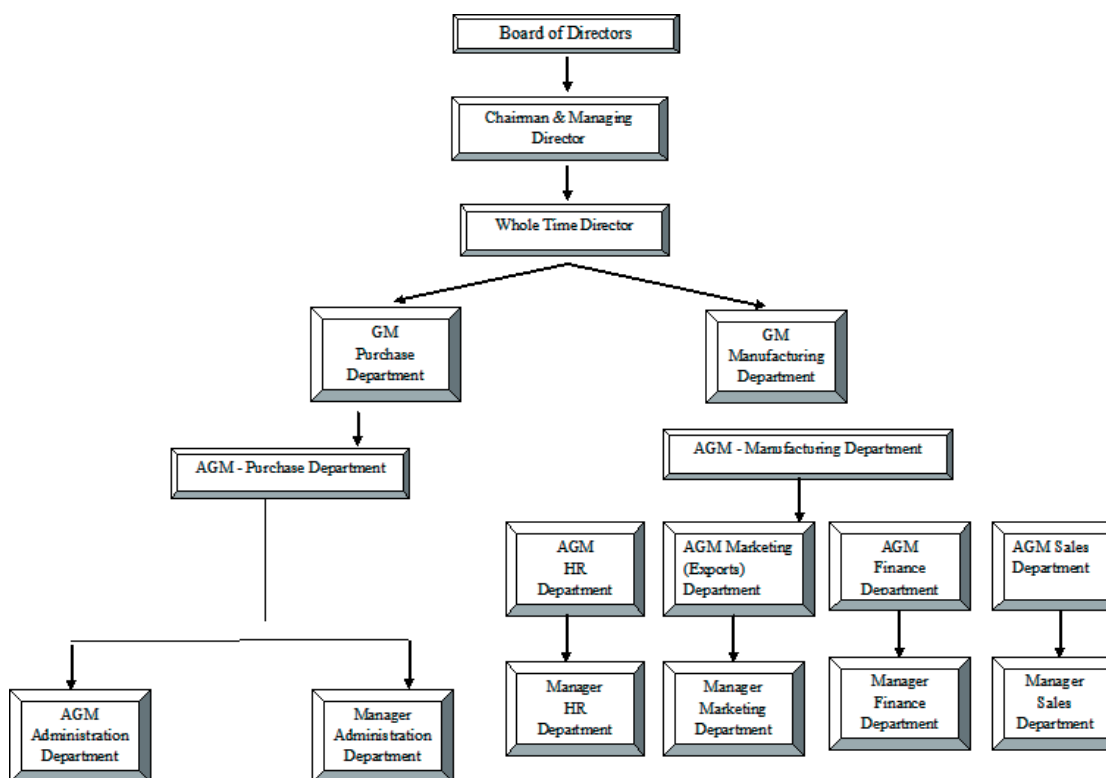 Board of Directors
Chairman & Managing
Director
Whole Time Director
GM
Purchase
Department
GM
Manufacturing
Department
AGM - Purchase Department
AGM - Manufacturing Department
AGM
HR
Department
AGM Marketing
(Exports)
Department
AGM
Finance
Department
AGM Sales
Department
Manager
HR
Department
Manager
Marketing
Department
Manager
Finance
Department
Manager
Sales
Department
AGM
Administration
Department
Manager
Administration
Department